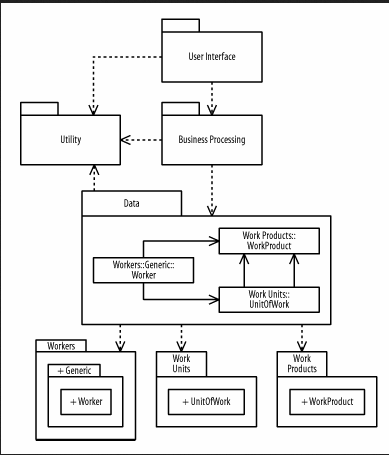 User Interface
Utility
Business Processing
Data
Work Products::
WorkProduct
Workers::Generic::
Worker
Work Units::
UnitOfWork
Workers
+ Generic
+ Worker
Work
Units
+ UnitOfWork
Work
Products
+ WorkProduct